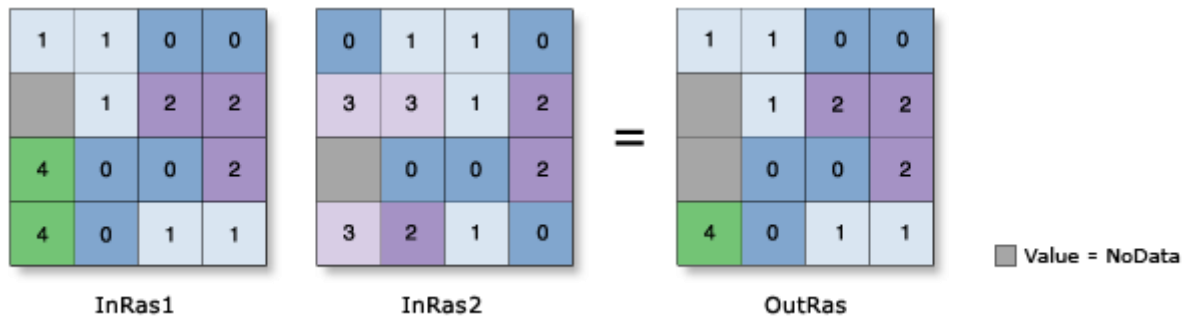 1 1 0 0 0 1 1 0 1 1 0 0
1 2 2 3 3 1 2 = 1 2 2
4 0 0 2 0 0 2 0 0 2
4 0 1 1 3 2 1 0 4 0 1 1
Value = NoData
InRas1 InRas2 OutRas